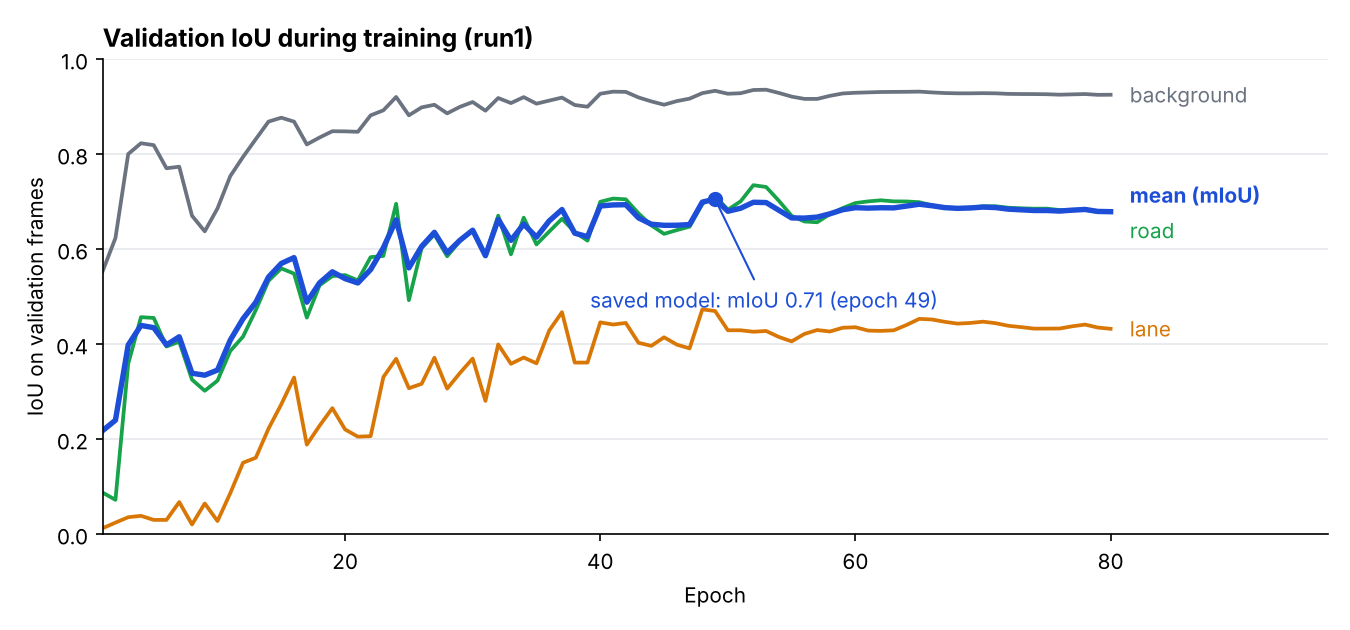 Validation IoU during training (run1)
1.0
0.8
0.6
0.4
0.2
0.0
IoU on validation frames
20
40
60
80
Epoch
background
mean (mIoU)
road
saved model: mIoU 0.71 (epoch 49)
lane